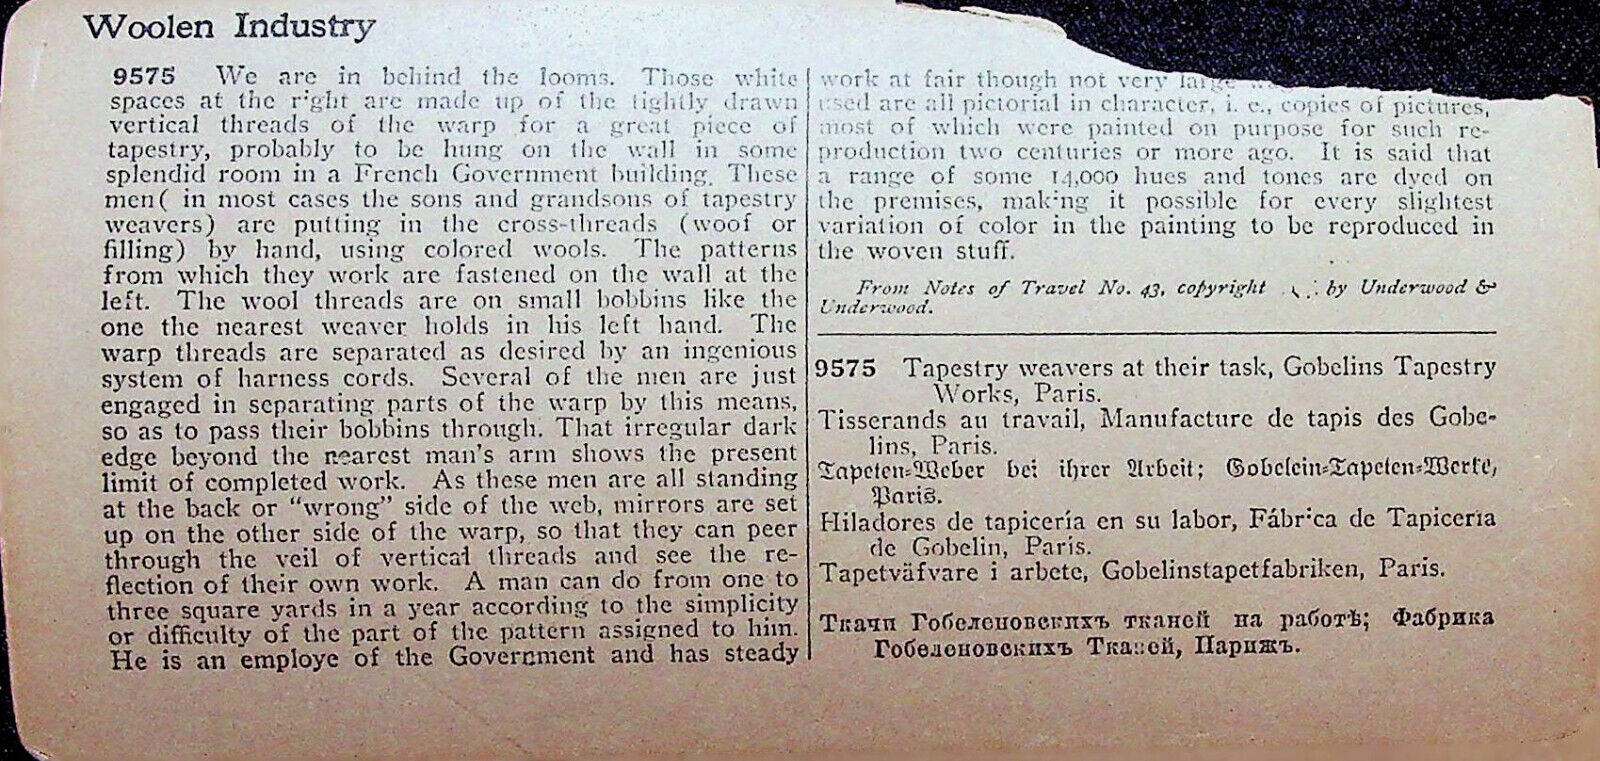 Woolen Industry
9575 We are in behind the looms. Those white
spaces at the right are made up of the tightly drawn
vertical threads of the warp for a great piece of
tapestry, probably to be hung on the wall in some
splendid room in a French Government building. These
men( in most cases the sons and grandsons of tapestry
weavers) are putting in the cross-threads (woof or
filling) by hand, using colored wools. The patterns
from which they work are fastened on the wall at the
left. The wool threads are on small bobbins like the
one the nearest weaver holds in his left hand. The
warp threads are separated as desired by an ingenious
system of harness cords. Several of the men are just
engaged in separating parts of the warp by this means,
so as to pass their bobbins through. That irregular dark
edge beyond the nearest man's arm shows the present
limit of completed work. As these men are all standing
at the back or "wrong" side of the web, mirrors are set
up on the other side of the warp, so that they can peer
through the veil of vertical threads and see the re-
flection of their own work. A man can do from one to
three square yards in a year according to the simplicity
or difficulty of the part of the pattern assigned to him.
He is an employe of the Government and has steady
work at fair though not very large
used are all pictorial in character, i. e., copies of pictures,
most of which were painted on purpose for such re-
production two centuries or more ago. It is said that
a range of some 14,000 hues and tones are dyed on
the premises, making it possible for every slightest
variation of color in the painting to be reproduced in
the woven stuff.
From Notes of Travel No. 43, copyright by Underwood &
Underwood.
9575 Tapestry weavers at their task, Gobelins Tapestry
Works, Paris.
Tisserands au travail, Manufacture de tapis des Gobe-
lins, Paris.
Tapeten-Weber bei ihrer Arbeit; Gobelein-Tapeten-Werke,
Paris.
Hiladores de tapicería en su labor, Fábrica de Tapicería
de Gobelin, Paris.
Tapetväfvare i arbete, Gobelinstapetfabriken, Paris.
Ткачи Гобеленовскихъ тканей на работѣ; Фабрика
Гобеленовскихъ Тканей, Парижъ.